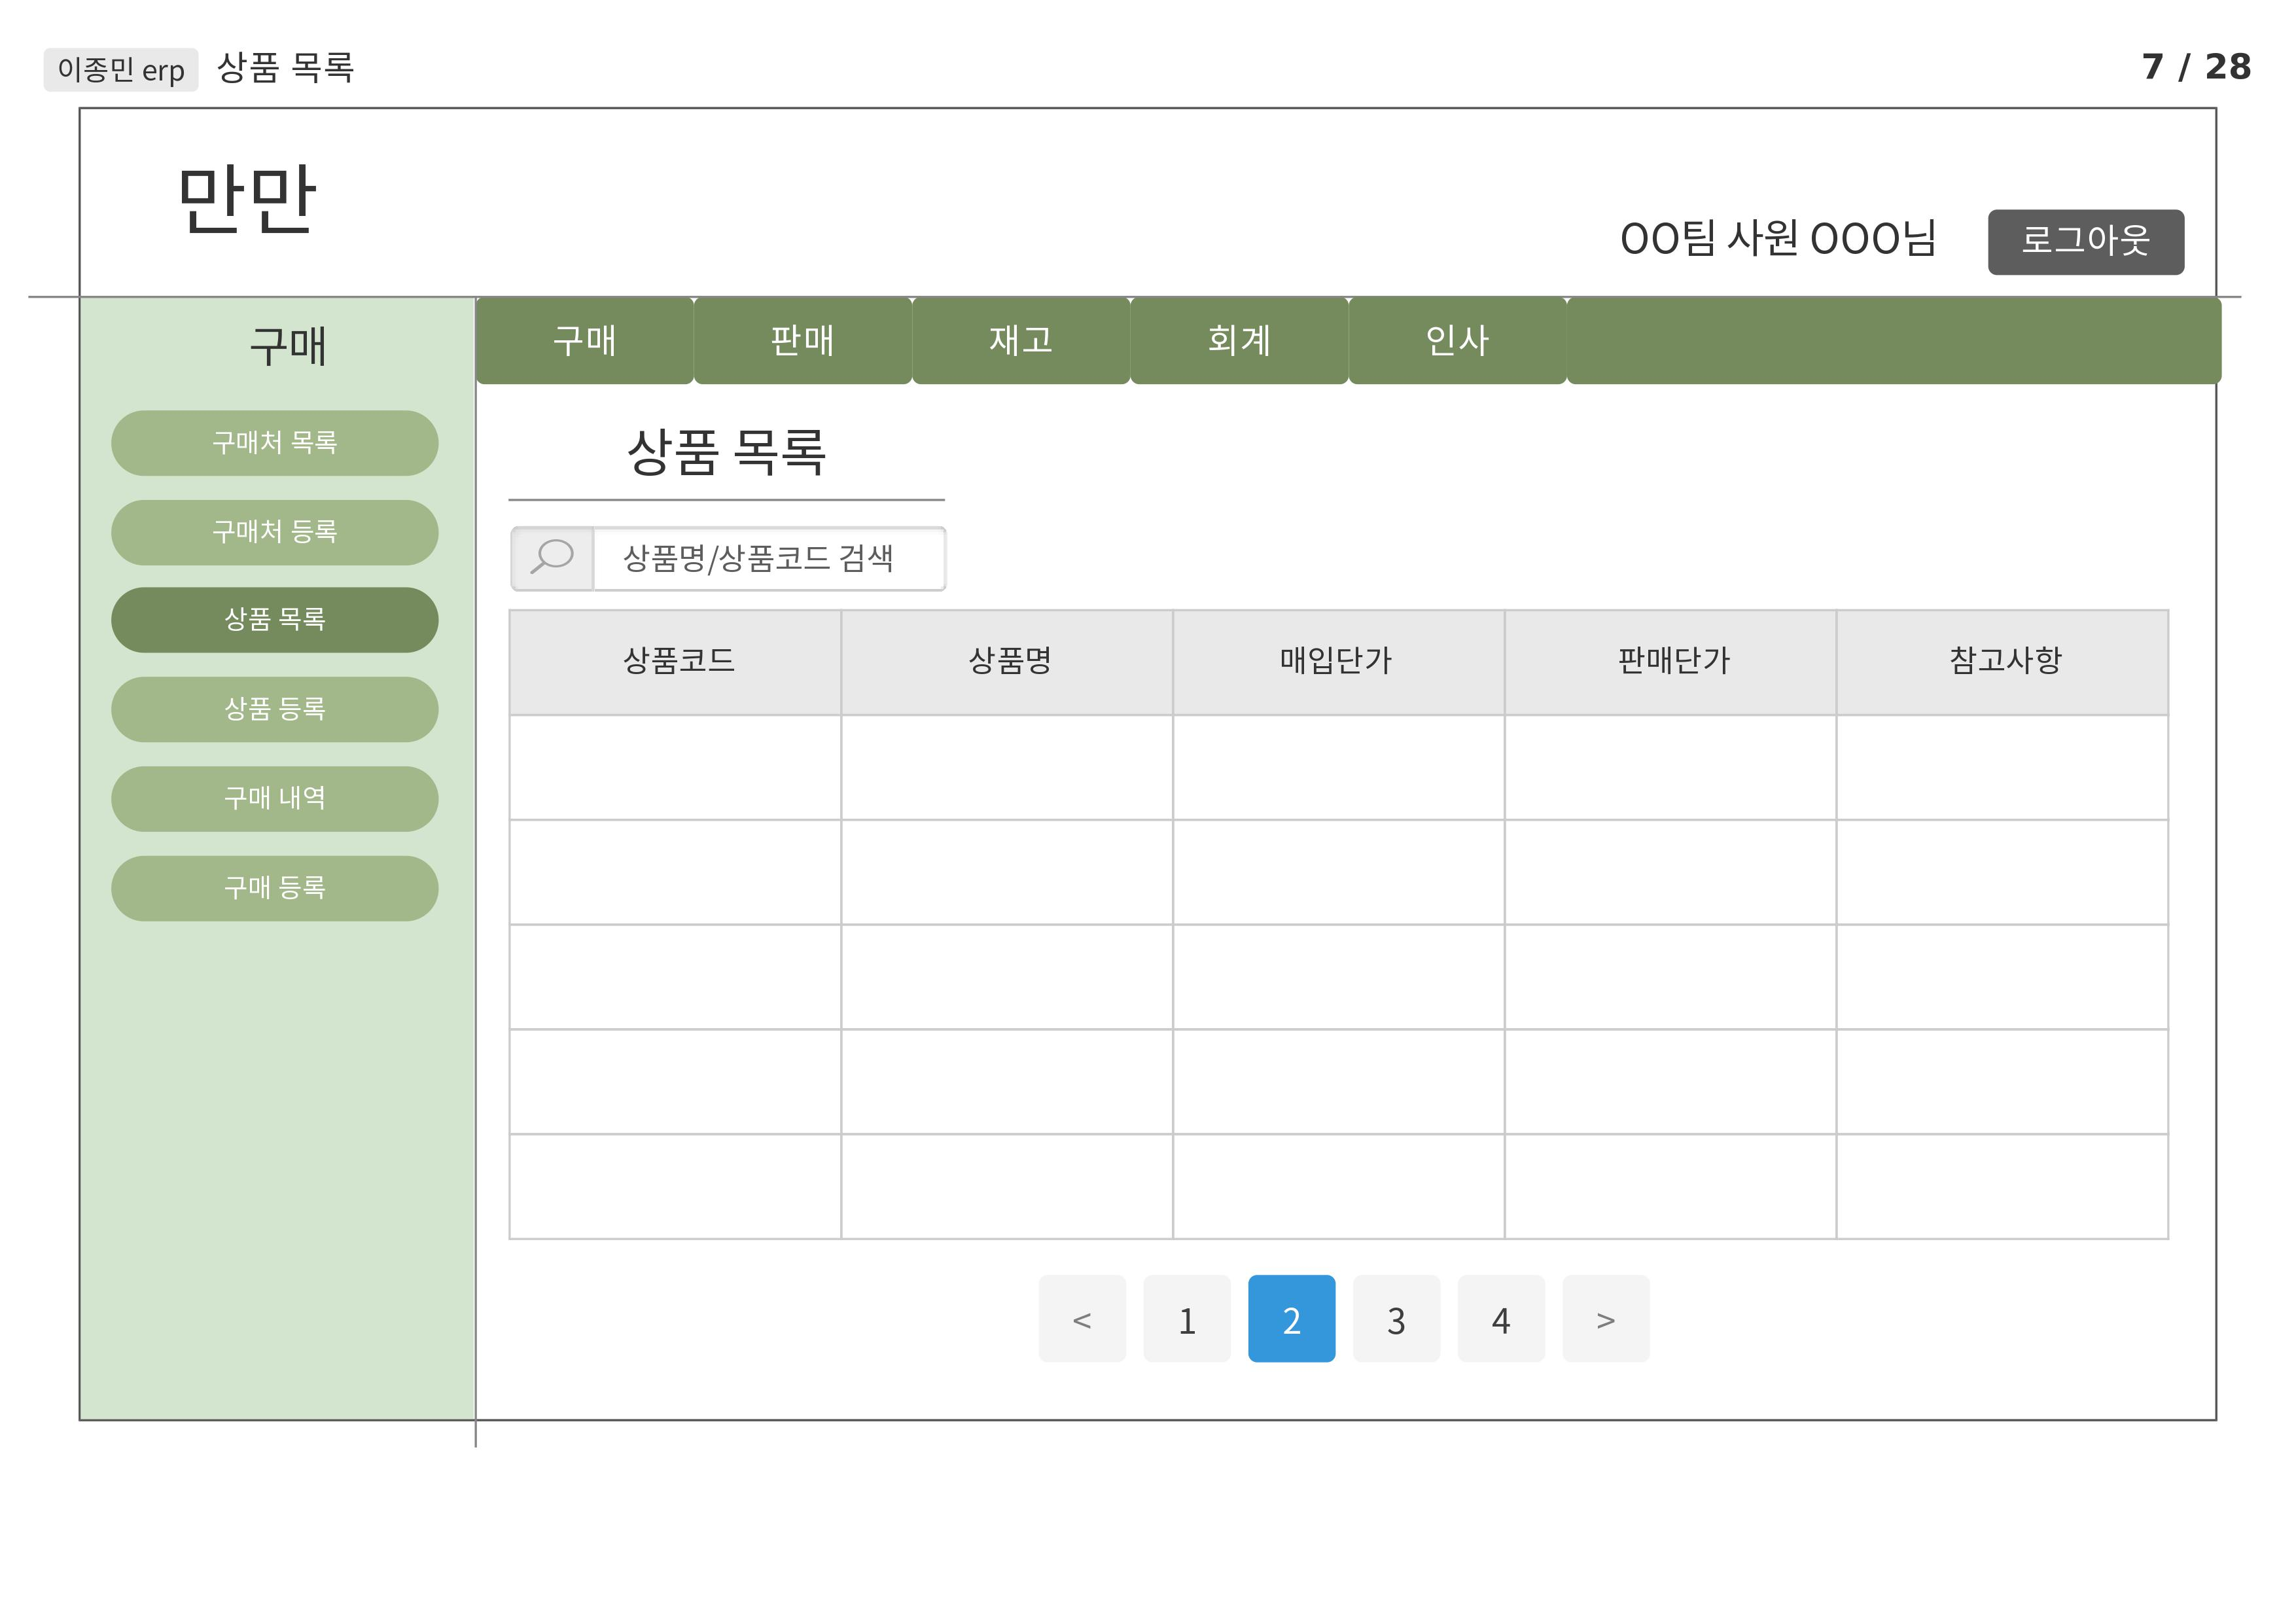 이종민 erp 상품 목록
7 / 28
만만
OO팀 사원 OOO님 로그아웃
구매
구매 판매 재고 회계 인사
구매처 목록
구매처 등록
상품 목록
상품 등록
구매 내역
구매 등록
상품 목록
상품명/상품코드 검색
상품코드 상품명 매입단가 판매단가 참고사항
< 1 2 3 4 >